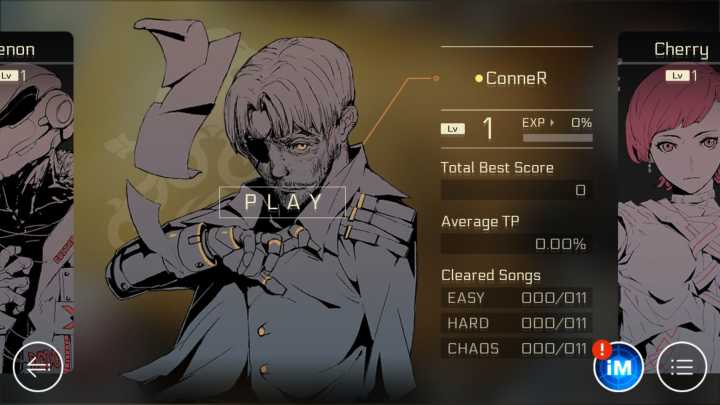 enon
Lv 1
PLAY
ConneR
Lv 1 EXP 0%
Total Best Score
0
Average TP
0.00%
Cleared Songs
EASY 000/011
HARD 000/011
CHAOS 000/011
Cherry
Lv 1
!
iM